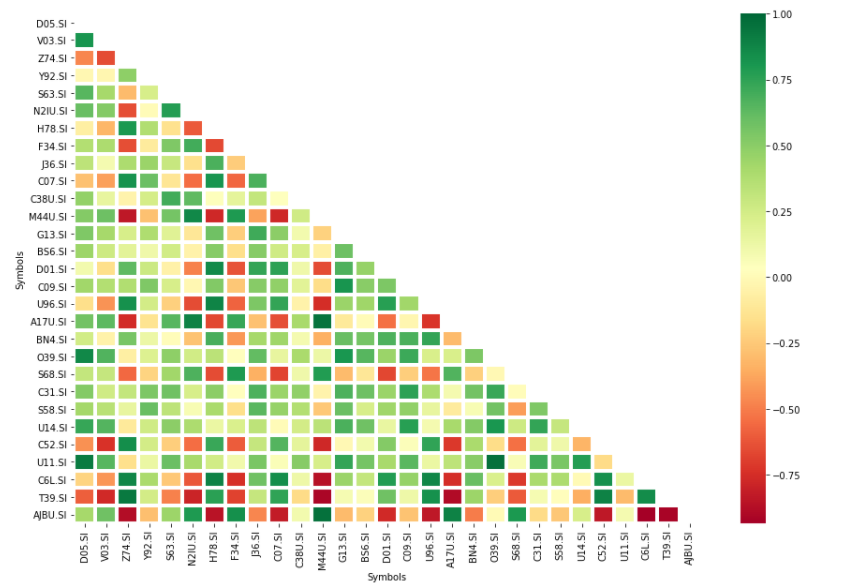 D05.SI
V03.SI
Z74.SI
Y92.SI
S63.SI
N2IU.SI
H78.SI
F34.SI
J36.SI
C07.SI
C38U.SI
M44U.SI
G13.SI
BS6.SI
D01.SI
C09.SI
U96.SI
A17U.SI
BN4.SI
O39.SI
S68.SI
C31.SI
S58.SI
U14.SI
C52.SI
U11.SI
C6L.SI
T39.SI
AJBU.SI
Symbols
D05.SI V03.SI Z74.SI Y92.SI S63.SI N2IU.SI H78.SI F34.SI J36.SI C07.SI C38U.SI M44U.SI G13.SI BS6.SI D01.SI C09.SI U96.SI A17U.SI BN4.SI O39.SI S68.SI C31.SI S58.SI U14.SI C52.SI U11.SI C6L.SI T39.SI AJBU.SI
Symbols
1.00
0.75
0.50
0.25
0.00
−0.25
−0.50
−0.75